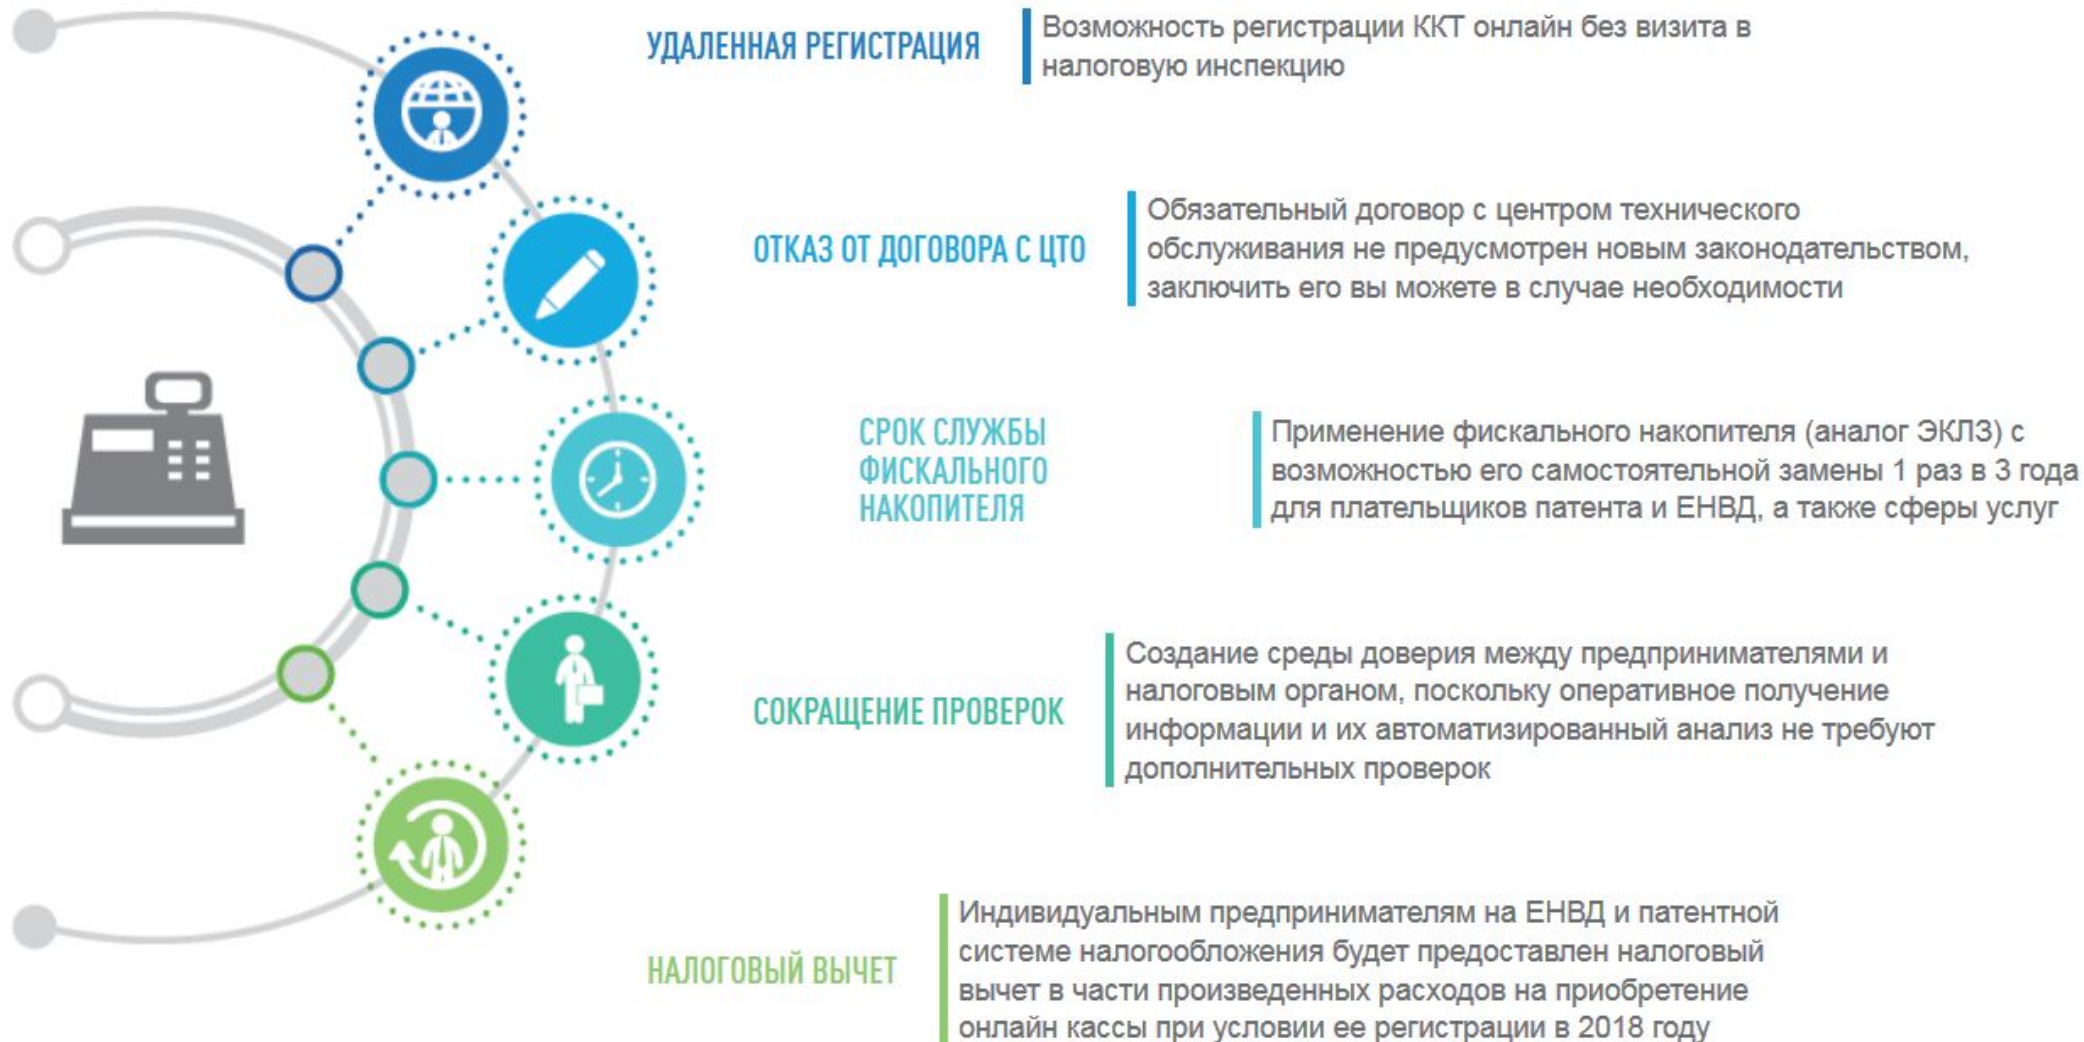 УДАЛЕННАЯ РЕГИСТРАЦИЯ
Возможность регистрации ККТ онлайн без визита в
налоговую инспекцию
ОТКАЗ ОТ ДОГОВОРА С ЦТО
Обязательный договор с центром технического
обслуживания не предусмотрен новым законодательством,
заключить его вы можете в случае необходимости
СРОК СЛУЖБЫ
ФИСКАЛЬНОГО
НАКОПИТЕЛЯ
Применение фискального накопителя (аналог ЭКЛЗ) с
возможностью его самостоятельной замены 1 раз в 3 года
для плательщиков патента и ЕНВД, а также сферы услуг
СОКРАЩЕНИЕ ПРОВЕРОК
Создание среды доверия между предпринимателями и
налоговым органом, поскольку оперативное получение
информации и их автоматизированный анализ не требуют
дополнительных проверок
НАЛОГОВЫЙ ВЫЧЕТ
Индивидуальным предпринимателям на ЕНВД и патентной
системе налогообложения будет предоставлен налоговый
вычет в части произведенных расходов на приобретение
онлайн кассы при условии ее регистрации в 2018 году